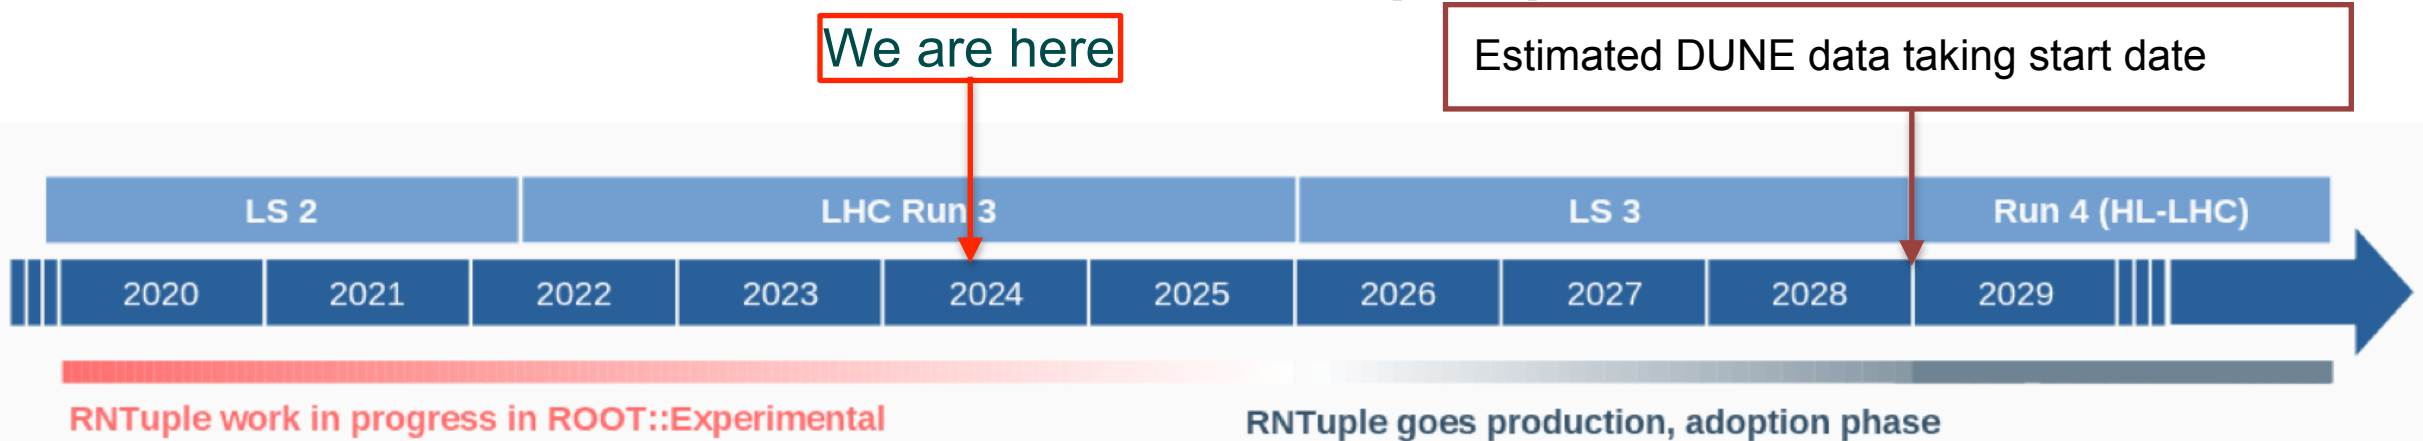 We are here
Estimated DUNE data taking start date
LS 2
LHC Run 3
LS 3
Run 4 (HL-LHC)
2020
2021
2022
2023
2024
2025
2026
2027
2028
2029
RNTuple work in progress in ROOT::Experimental
RNTuple goes production, adoption phase